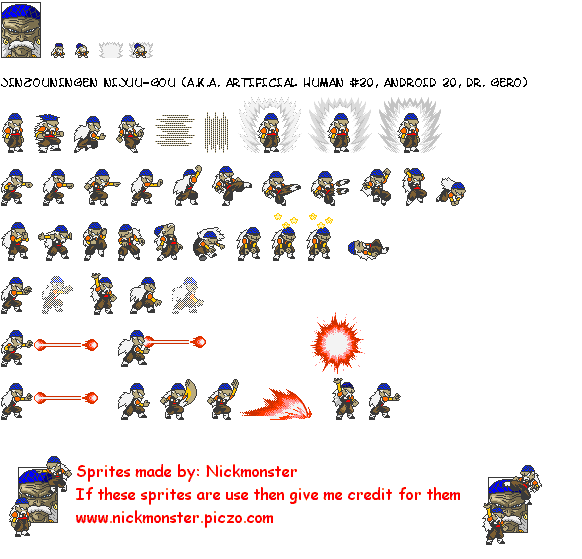 JINZOUNINGEN NIJUU-GOU (A.K.A. ARTIFICIAL HUMAN #20, ANDROID 20, DR. GERO)
Sprites made by: Nickmonster
If these sprites are use then give me credit for them
www.nickmonster.piczo.com